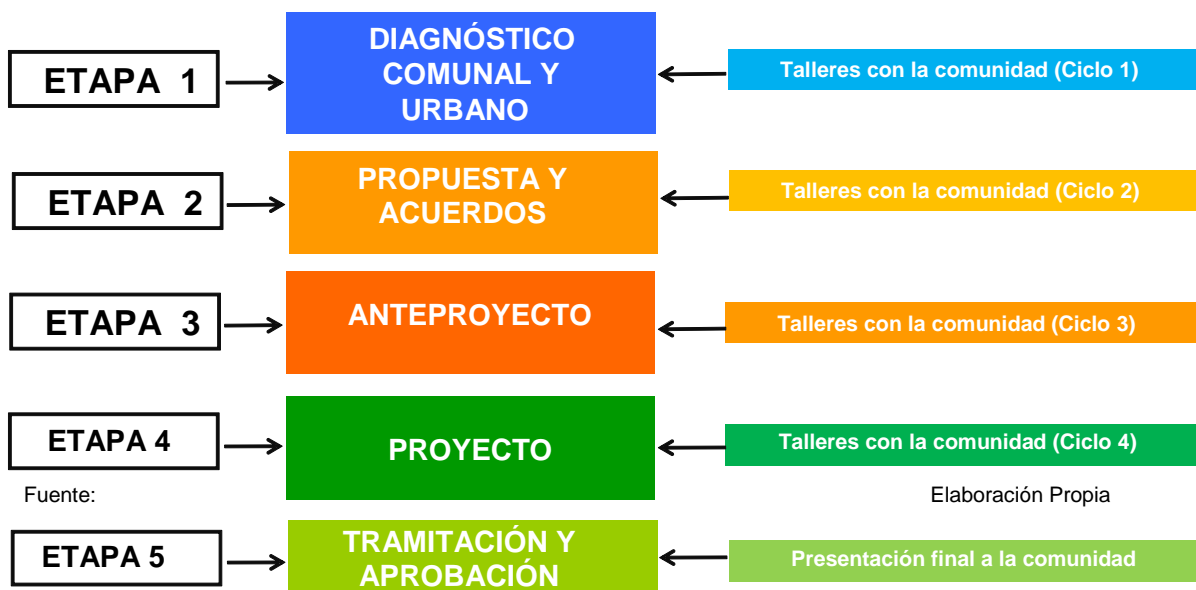 ETAPA 1
DIAGNÓSTICO
COMUNAL Y
URBANO
Talleres con la comunidad (Ciclo 1)
ETAPA 2
PROPUESTA Y
ACUERDOS
Talleres con la comunidad (Ciclo 2)
ETAPA 3
ANTEPROYECTO
Talleres con la comunidad (Ciclo 3)
ETAPA 4
PROYECTO
Talleres con la comunidad (Ciclo 4)
Fuente: Elaboración Propia
ETAPA 5
TRAMITACIÓN Y
APROBACIÓN
Presentación final a la comunidad